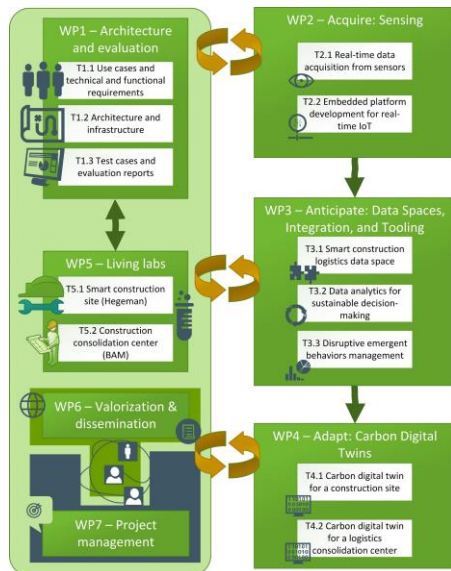 WP1 – Architecture
and evaluation
T1.1 Use cases and
technical and functional
requirements
T1.2 Architecture and
infrastructure
T1.3 Test cases and
evaluation reports
WP5 – Living labs
T5.1 Smart construction
site (Hegeman)
T5.2 Construction
consolidation center
(BAM)
WP6 – Valorization &
dissemination
WP7 – Project
management
WP2 – Acquire: Sensing
T2.1 Real-time data
acquisition from sensors
T2.2 Embedded platform
development for real-
time IoT
WP3 – Anticipate: Data Spaces,
Integration, and Tooling
T3.1 Smart construction
logistics data space
T3.2 Data analytics for
sustainable decision-
making
T3.3 Disruptive emergent
behaviors management
WP4 – Adapt: Carbon Digital
Twins
T4.1 Carbon digital twin
for a construction site
T4.2 Carbon digital twin
for a logistics
consolidation center